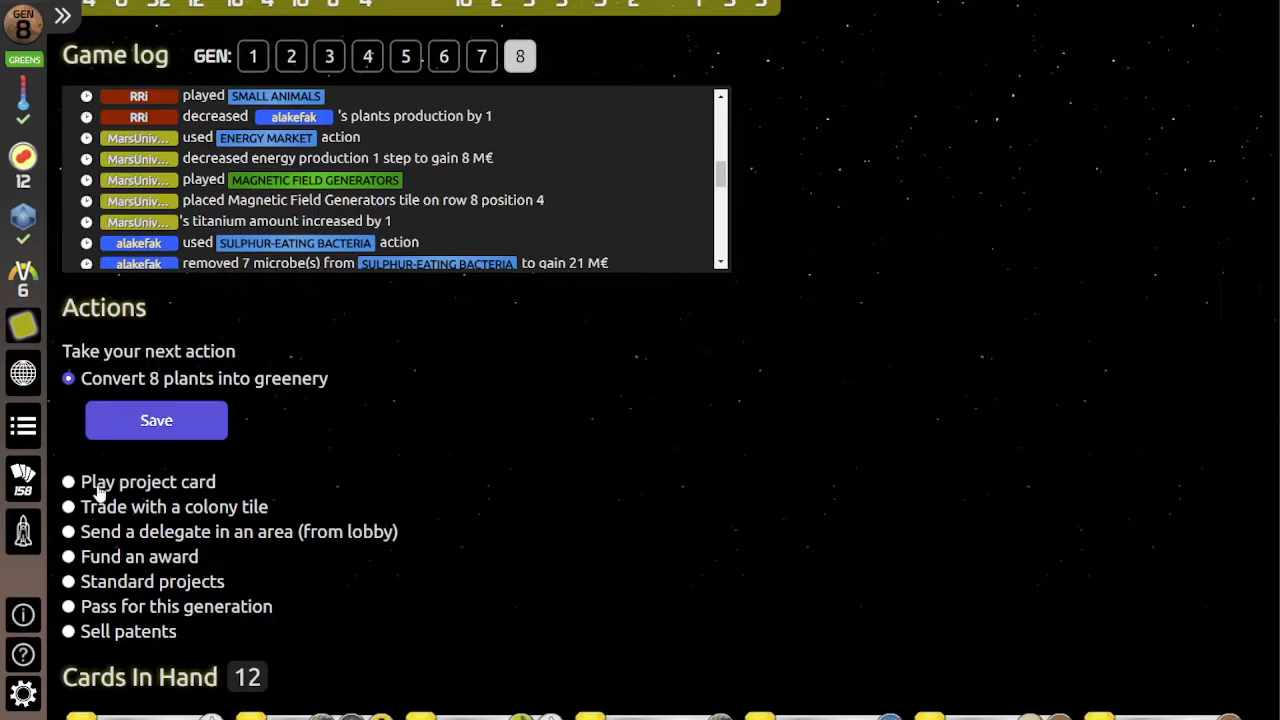 GEN
8
GREENS
12
6
158
Game log GEN: 1 2 3 4 5 6 7 8
RRi played SMALL ANIMALS
RRi decreased alakefak 's plants production by 1
MarsUniv... used ENERGY MARKET action
MarsUniv... decreased energy production 1 step to gain 8 M€
MarsUniv... played MAGNETIC FIELD GENERATORS
MarsUniv... placed Magnetic Field Generators tile on row 8 position 4
MarsUniv... 's titanium amount increased by 1
alakefak used SULPHUR-EATING BACTERIA action
alakefak removed 7 microbe(s) from SULPHUR-EATING BACTERIA to gain 21 M€
Actions
Take your next action
Convert 8 plants into greenery
Save
Play project card
Trade with a colony tile
Send a delegate in an area (from lobby)
Fund an award
Standard projects
Pass for this generation
Sell patents
Cards In Hand 12